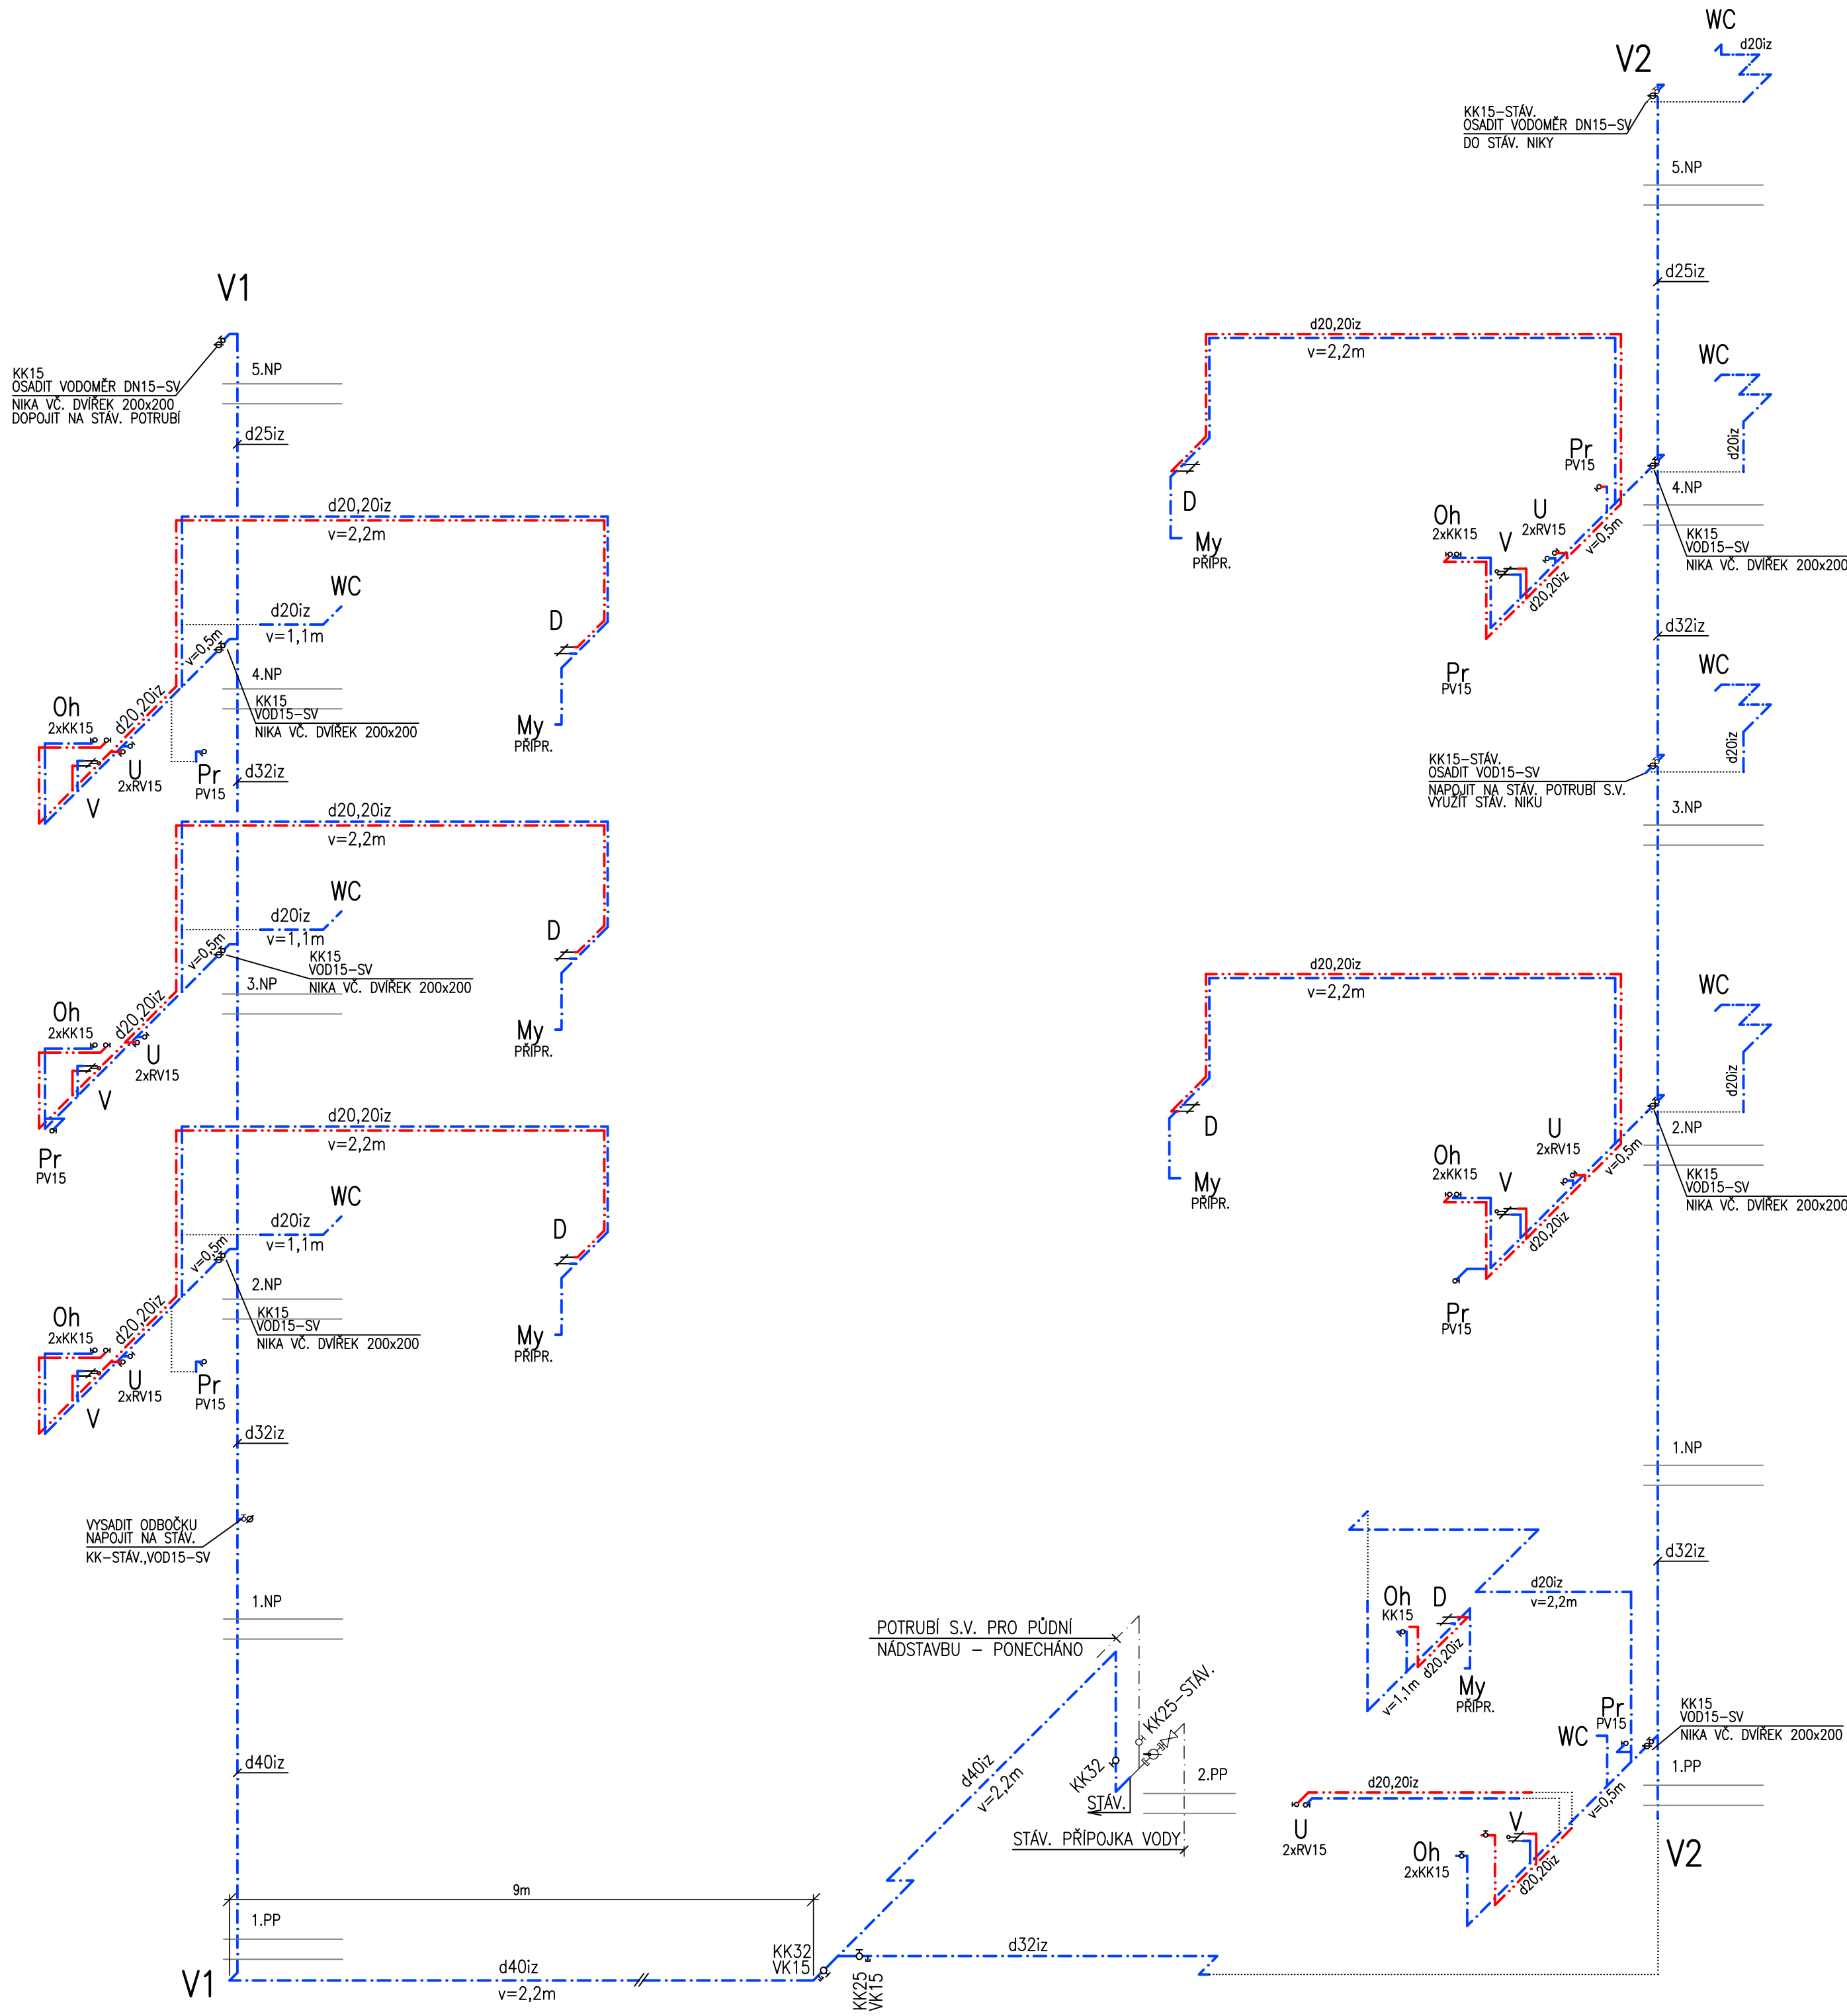 V1
KK15
OSADIT VODOMĚR DN15-SV
NIKA VČ. DVÍŘEK 200x200
DOPOJIT NA STÁV. POTRUBÍ
5.NP
d25iz
d20,20iz
v=2,2m
WC
d20iz
v=1,1m
v=0,5m
4.NP
KK15
VOD15-SV
NIKA VČ. DVÍŘEK 200x200
d20,20iz
Oh
2xKK15
U
2xRV15
V
Pr
PV15
d32iz
D
My
PŘÍPR.
d20,20iz
v=2,2m
WC
d20iz
v=1,1m
v=0,5m
KK15
VOD15-SV
NIKA VČ. DVÍŘEK 200x200
3.NP
d20,20iz
Oh
2xKK15
U
2xRV15
V
Pr
PV15
D
My
PŘÍPR.
d20,20iz
v=2,2m
WC
d20iz
v=1,1m
v=0,5m
2.NP
KK15
VOD15-SV
NIKA VČ. DVÍŘEK 200x200
d20,20iz
Oh
2xKK15
U
2xRV15
V
Pr
PV15
D
My
PŘÍPR.
d32iz
VYSADIT ODBOČKU
NAPOJIT NA STÁV.
KK-STÁV.,VOD15-SV
1.NP
d40iz
9m
1.PP
V1
d40iz
v=2,2m
KK32
VK15
KK25
VK15
d32iz
d40iz
v=2,2m
POTRUBÍ S.V. PRO PŮDNÍ
NÁDSTAVBU - PONECHÁNO
KK25-STÁV.
KK32
STÁV.
2.PP
STÁV. PŘÍPOJKA VODY
V2
WC
d20iz
KK15-STÁV.
OSADIT VODOMĚR DN15-SV
DO STÁV. NIKY
5.NP
d25iz
d20,20iz
v=2,2m
WC
d20iz
Pr
PV15
4.NP
U
2xRV15
Oh
2xKK15
V
v=0,5m
d20,20iz
KK15
VOD15-SV
NIKA VČ. DVÍŘEK 200x200
D
My
PŘÍPR.
Pr
PV15
d32iz
WC
d20iz
KK15-STÁV.
OSADIT VOD15-SV
NAPOJIT NA STÁV. POTRUBÍ S.V.
VYUŽÍT STÁV. NIKU
3.NP
d20,20iz
v=2,2m
WC
d20iz
2.NP
U
2xRV15
Oh
2xKK15
V
v=0,5m
d20,20iz
KK15
VOD15-SV
NIKA VČ. DVÍŘEK 200x200
D
My
PŘÍPR.
Pr
PV15
1.NP
d32iz
d20iz
v=2,2m
Oh
KK15
D
d20,20iz
v=1,1m
My
PŘÍPR.
Pr
PV15
WC
KK15
VOD15-SV
NIKA VČ. DVÍŘEK 200x200
1.PP
d20,20iz
v=0,5m
U
2xRV15
V
Oh
2xKK15
d20,20iz
V2